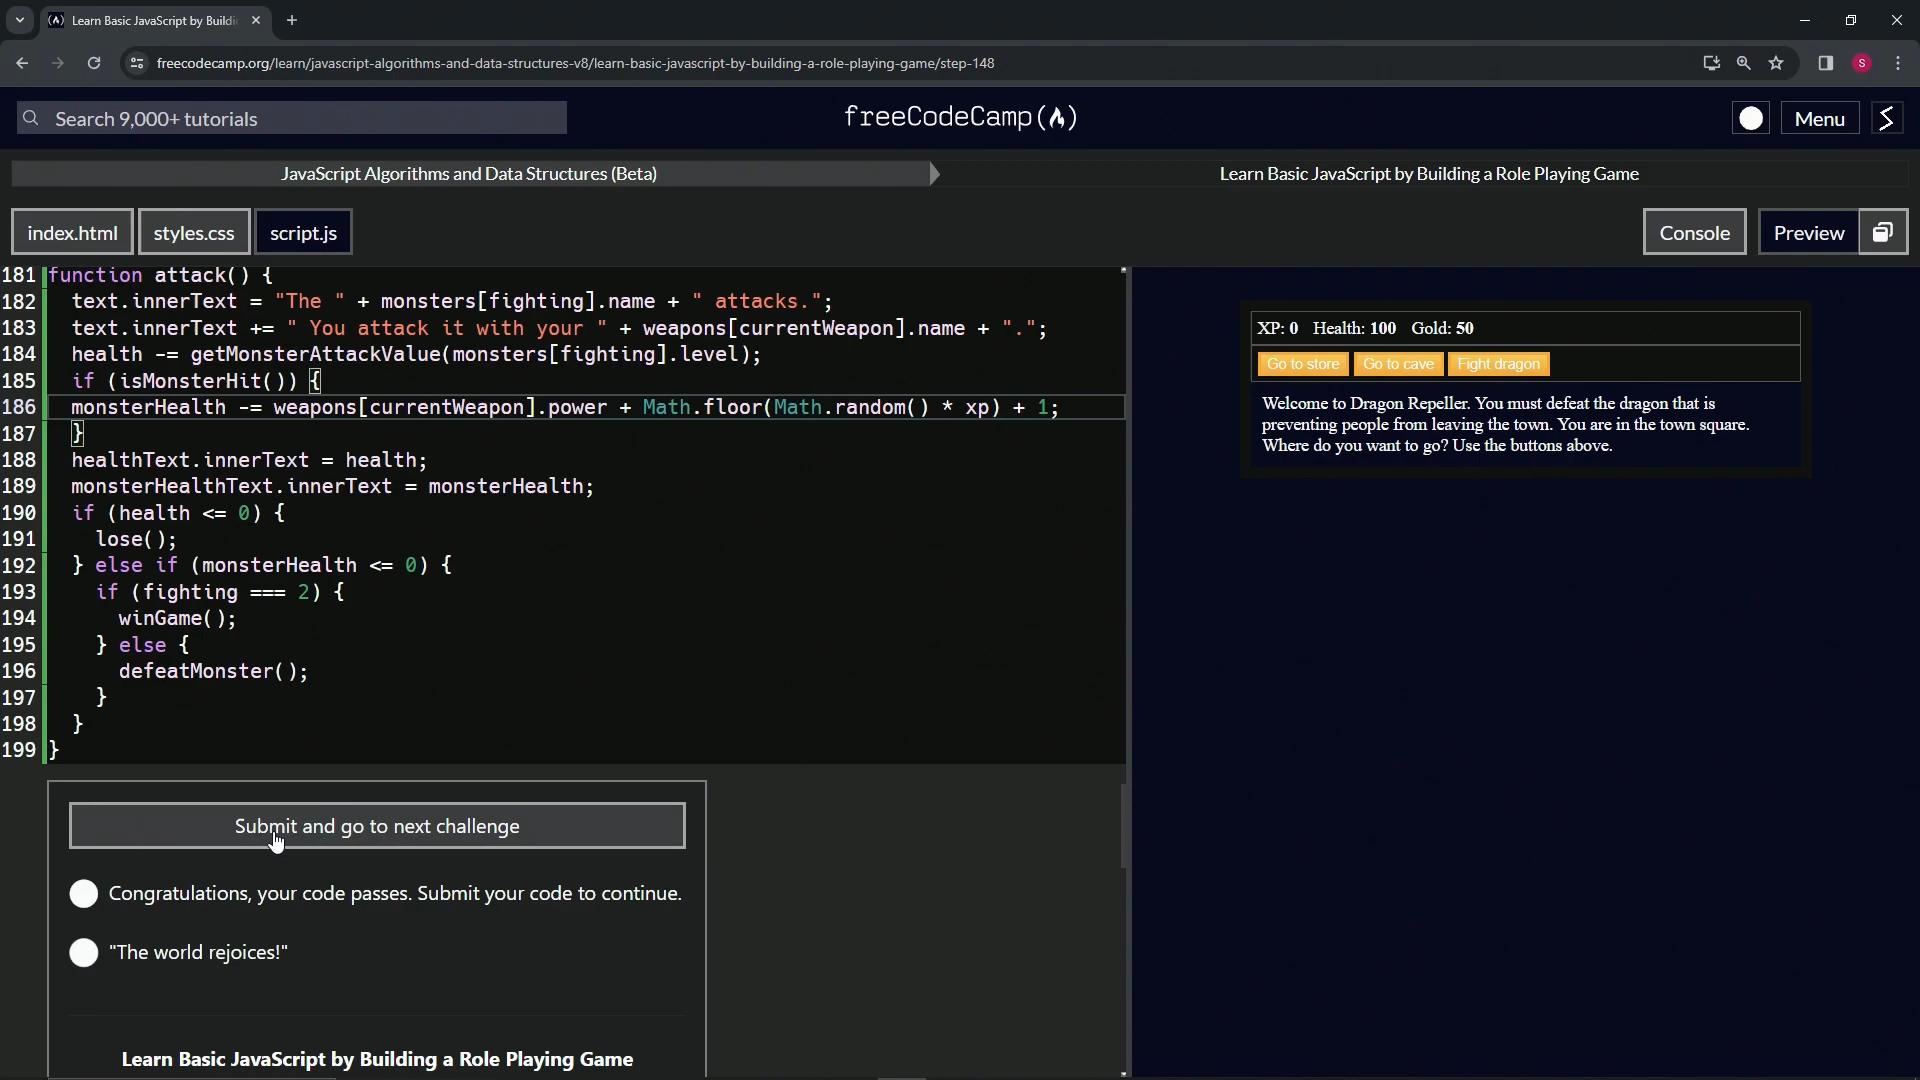 Learn Basic JavaScript by Buildi
freecodecamp.org/learn/javascript-algorithms-and-data-structures-v8/learn-basic-javascript-by-building-a-role-playing-game/step-148
S
Search 9,000+ tutorials
freeCodeCamp
Menu
JavaScript Algorithms and Data Structures (Beta)
Learn Basic JavaScript by Building a Role Playing Game
index.html
styles.css
script.js
Console
Preview
181 function attack() {
182 text.innerText = "The " + monsters[fighting].name + " attacks.";
183 text.innerText += " You attack it with your " + weapons[currentWeapon].name + ".";
184 health -= getMonsterAttackValue(monsters[fighting].level);
185 if (isMonsterHit()) {
186 monsterHealth -= weapons[currentWeapon].power + Math.floor(Math.random() * xp) + 1;
187 }
188 healthText.innerText = health;
189 monsterHealthText.innerText = monsterHealth;
190 if (health <= 0) {
191 lose();
192 } else if (monsterHealth <= 0) {
193 if (fighting === 2) {
194 winGame();
195 } else {
196 defeatMonster();
197 }
198 }
199 }
XP: 0 Health: 100 Gold: 50
Go to store
Go to cave
Fight dragon
Welcome to Dragon Repeller. You must defeat the dragon that is
preventing people from leaving the town. You are in the town square.
Where do you want to go? Use the buttons above.
Submit and go to next challenge
Congratulations, your code passes. Submit your code to continue.
"The world rejoices!"
Learn Basic JavaScript by Building a Role Playing Game